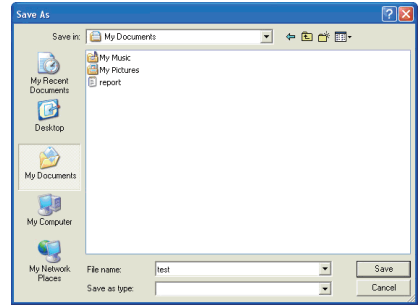 Save As
Save in: My Documents
My Music
My Pictures
report
My Recent
Documents
Desktop
My Documents
My Computer
My Network
Places
File name: test
Save
Save as type:
Cancel